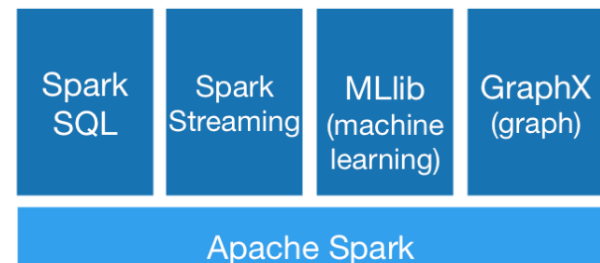 Spark
SQL
Spark
Streaming
MLlib
(machine
learning)
GraphX
(graph)
Apache Spark